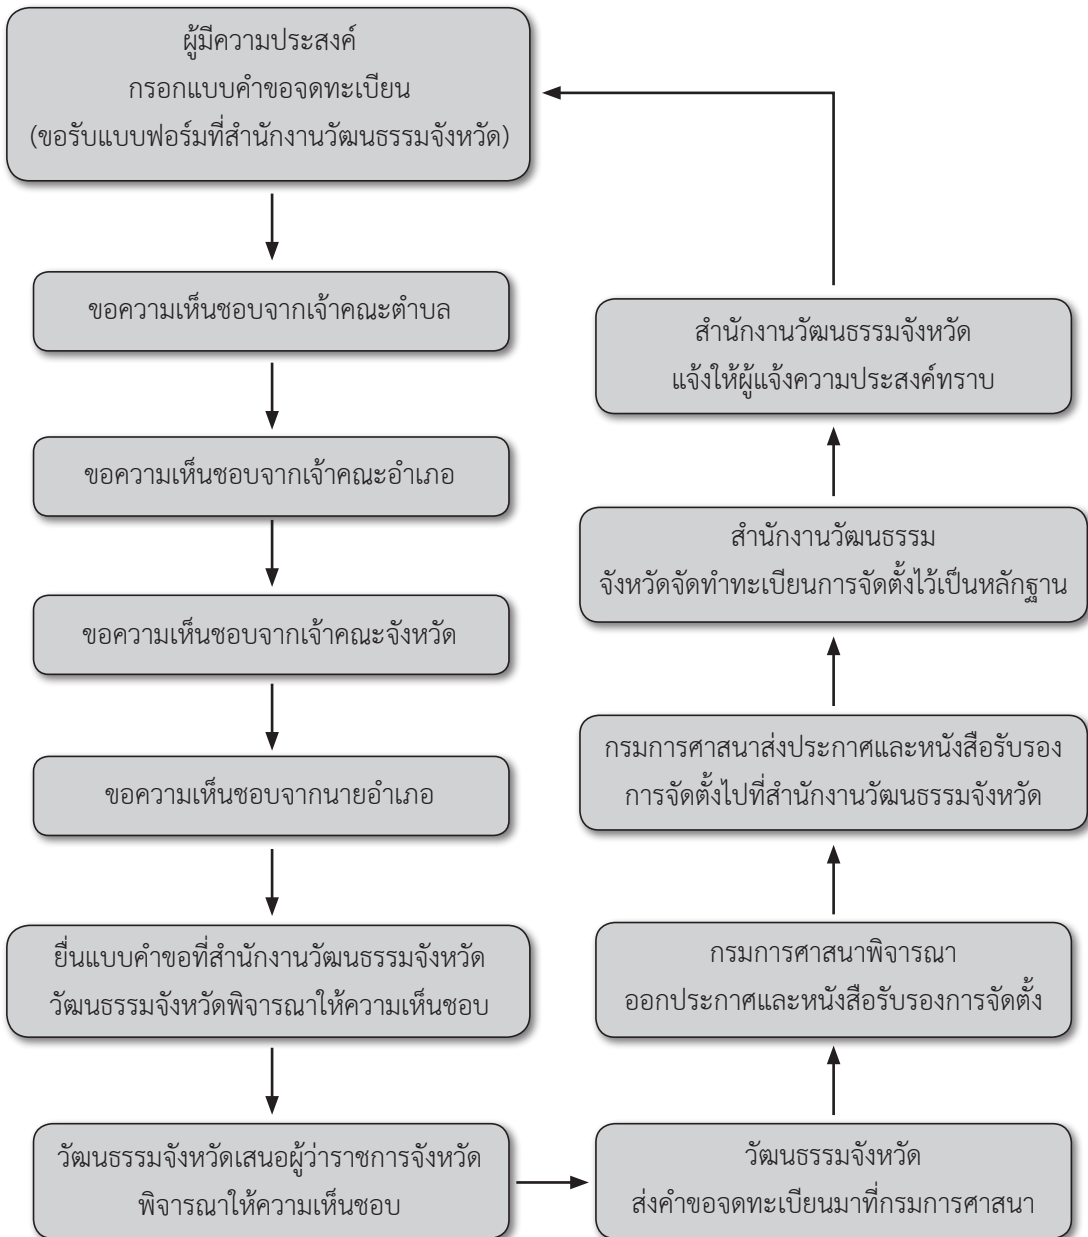 ผู้มีความประสงค์
กรอกแบบคำขอจดทะเบียน
(ขอรับแบบฟอร์มที่สำนักงานวัฒนธรรมจังหวัด)
ขอความเห็นชอบจากเจ้าคณะตำบล
ขอความเห็นชอบจากเจ้าคณะอำเภอ
ขอความเห็นชอบจากเจ้าคณะจังหวัด
ขอความเห็นชอบจากนายอำเภอ
ยื่นแบบคำขอที่สำนักงานวัฒนธรรมจังหวัด
วัฒนธรรมจังหวัดพิจารณาให้ความเห็นชอบ
วัฒนธรรมจังหวัดเสนอผู้ว่าราชการจังหวัด
พิจารณาให้ความเห็นชอบ
วัฒนธรรมจังหวัด
ส่งคำขอจดทะเบียนมาที่กรมการศาสนา
กรมการศาสนาพิจารณา
ออกประกาศและหนังสือรับรองการจัดตั้ง
กรมการศาสนาส่งประกาศและหนังสือรับรอง
การจัดตั้งไปที่สำนักงานวัฒนธรรมจังหวัด
สำนักงานวัฒนธรรม
จังหวัดจัดทำทะเบียนการจัดตั้งไว้เป็นหลักฐาน
สำนักงานวัฒนธรรมจังหวัด
แจ้งให้ผู้แจ้งความประสงค์ทราบ